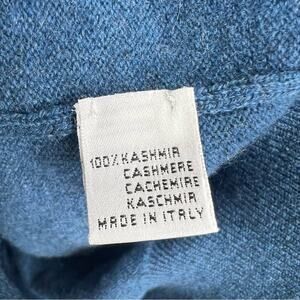 100% KASHMIR
CASHMERE
CACHEMIRE
KASCHMIR
MADE IN ITALY